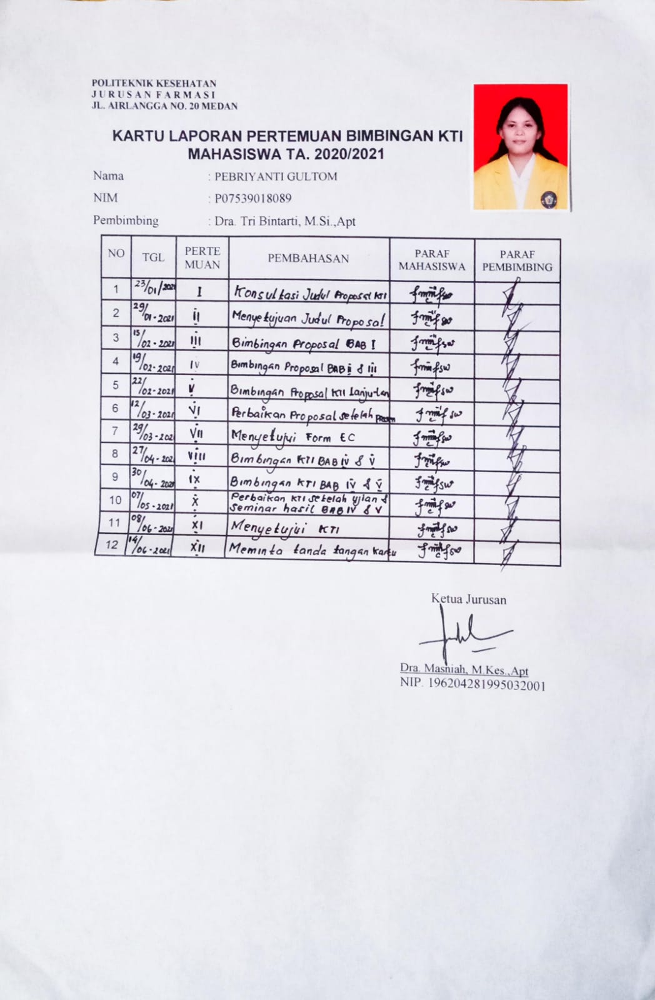 POLITEKNIK KESEHATAN
JURUSAN FARMASI
JL. AIRLANGGA NO. 20 MEDAN
KARTU LAPORAN PERTEMUAN BIMBINGAN KTI
MAHASISWA TA. 2020/2021
Nama : PEBRIYANTI GULTOM
NIM : P07539018089
Pembimbing : Dra. Tri Bintarti, M.Si.,Apt
NO TGL PERTE MUAN PEMBAHASAN PARAF MAHASISWA PARAF PEMBIMBING
1 23/01/2021 I Konsultasi Judul Proposal KTI
2 29/01-2021 II Menyetujuan Judul Proposal
3 15/02-2021 III Bimbingan Proposal BAB I
4 19/02-2021 IV Bimbingan Proposal BAB II & III
5 22/02-2021 V Bimbingan Proposal KTI Lanjutan
6 12/03-2021 VI Perbaikan Proposal setelah
7 29/03-2021 VII Menyetujui Form EC
8 27/04-2021 VIII Bimbingan KTI BAB IV & V
9 30/04-2021 IX Bimbingan KTI BAB IV & V
10 07/05-2021 X Perbaikan KTI setelah ujian &
Seminar hasil BAB IV & V
11 08/06-2021 XI Menyetujui KTI
12 14/06-2021 XII Meminta tanda tangan Kartu
Ketua Jurusan
Dra. Masniah, M.Kes.,Apt
NIP. 196204281995032001